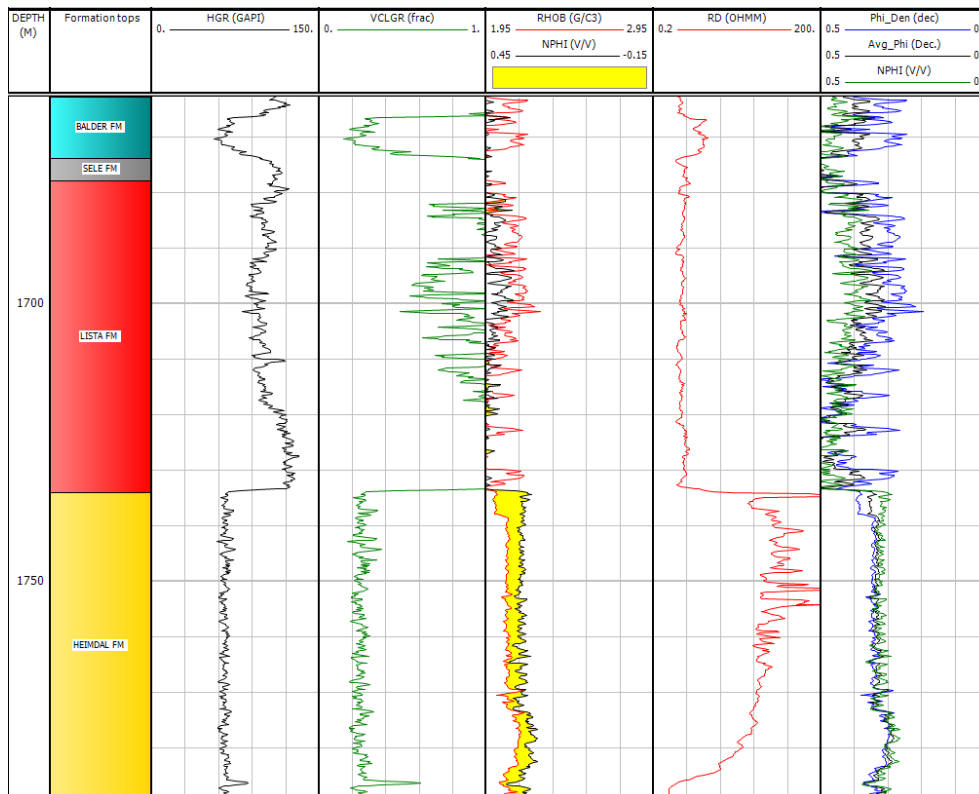 DEPTH (M)
Formation tops
HGR (GAPI)
0. 150.
VCLGR (frac)
0. 1.
RHOB (G/C3)
1.95 2.95
NPHI (V/V)
0.45 -0.15
RD (OHMM)
0.2 200.
Phi_Den (dec)
0.5 0
Avg_Phi (Dec.)
0.5 0
NPHI (V/V)
0.5 0
BALDER FM
SELE FM
1700
LISTA FM
1750
HEIMDAL FM